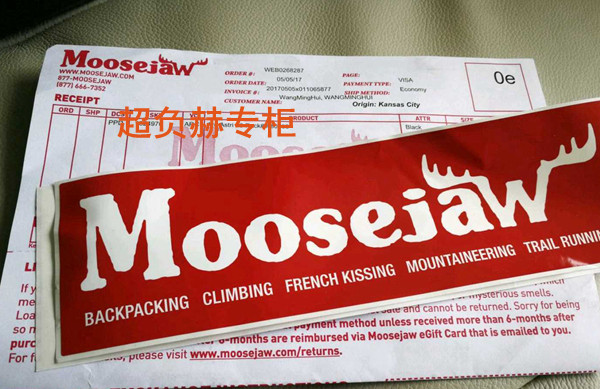 Moosejaw
WWW.MOOSEJAW.COM
877-MOOSEJAW
(877) 666-7352
ORDER #: WEB0268287
ORDER DATE: 05/05/17
INVOICE #: 20170505x011065877
CUSTOMER NAME: WangMingHui, WANGMINGHUI
PAGE:
PAYMENT TYPE: VISA
SHIP METHOD: Economy
Origin: Kansas City
0e
RECEIPT
ORD SHP DISC V PRODUCT ATTR SIZE
Black
超负赫专柜
Moosejaw
BACKPACKING CLIMBING FRENCH KISSING MOUNTAINEERING TRAIL RUNNIN
which
mysterious smells.
and cannot be returned. Sorry for being
payment method unless received more than 6-months after
6-months are reimbursed via Moosejaw eGift Card that is emailed to you.
please visit www.moosejaw.com/returns.